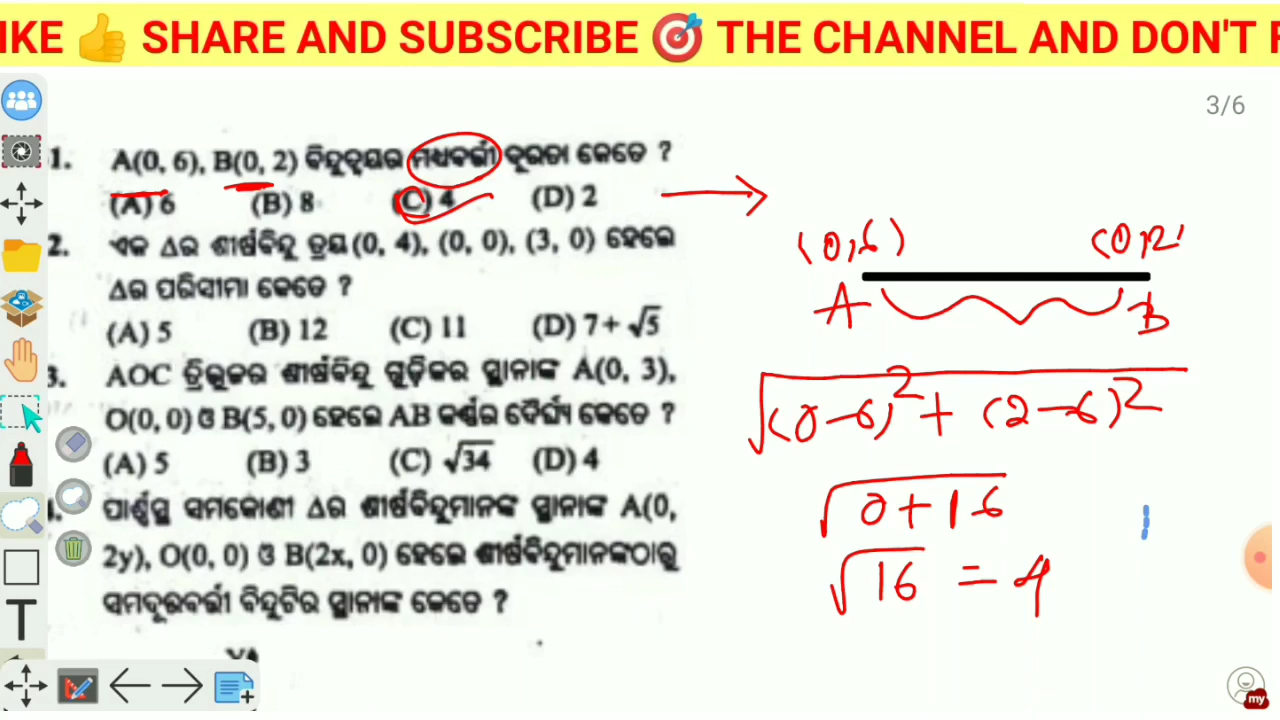 IKE 👍 SHARE AND SUBSCRIBE 🎯 THE CHANNEL AND DON'T F
3/6
1. A(0, 6), B(0, 2) ବିନ୍ଦୁଦ୍ୱୟର ମଧ୍ୟବର୍ତ୍ତୀ ଦୂରତା କେତେ ?
(A) 6 (B) 8 (C) 4 (D) 2
2. ଏକ Δର ଶୀର୍ଷବିନ୍ଦୁ ତ୍ରୟ (0, 4), (0, 0), (3, 0) ହେଲେ
Δର ପରିସୀମା କେତେ ?
(A) 5 (B) 12 (C) 11 (D) 7 + √5
3. AOC ତ୍ରିଭୁଜର ଶୀର୍ଷବିନ୍ଦୁ ଗୁଡ଼ିକର ସ୍ଥାନାଙ୍କ A(0, 3),
O(0, 0) ଓ B(5, 0) ହେଲେ AB କର୍ଣ୍ଣର ଦୈର୍ଘ୍ୟ କେତେ ?
(A) 5 (B) 3 (C) √34 (D) 4
ପାର୍ଶ୍ୱସ୍ଥ ସମକୋଣୀ Δର ଶୀର୍ଷବିନ୍ଦୁମାନଙ୍କ ସ୍ଥାନାଙ୍କ A(0,
2y), O(0, 0) ଓ B(2x, 0) ହେଲେ ଶୀର୍ଷବିନ୍ଦୁମାନଙ୍କଠାରୁ
ସମଦୂରବର୍ତ୍ତୀ ବିନ୍ଦୁଟିର ସ୍ଥାନାଙ୍କ କେତେ ?
(0,6) (0,2)
A B
√(0-6)² + (2-6)²
√0+16
√16 = 4
T
my